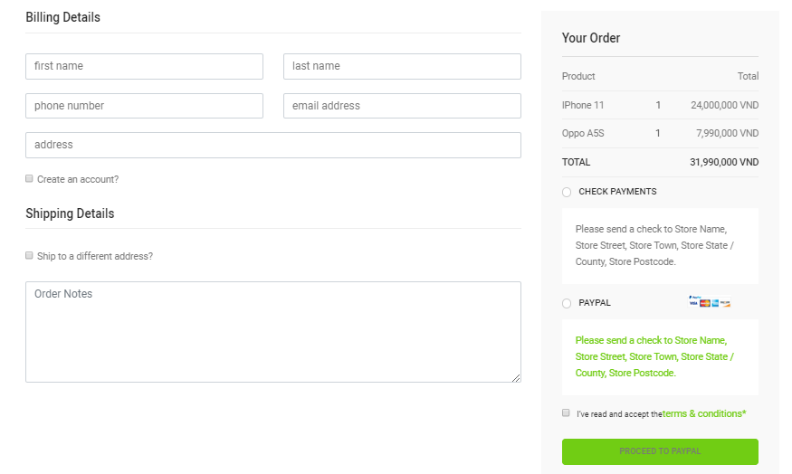 Billing Details
first name last name
phone number email address
address
Create an account?
Shipping Details
Ship to a different address?
Order Notes
Your Order
Product Total
IPhone 11 1 24,000,000 VND
Oppo A5S 1 7,990,000 VND
TOTAL 31,990,000 VND
CHECK PAYMENTS
Please send a check to Store Name,
Store Street, Store Town, Store State /
County, Store Postcode.
PAYPAL
Please send a check to Store Name,
Store Street, Store Town, Store State /
County, Store Postcode.
I've read and accept theterms & conditions*
PROCEED TO PAYPAL